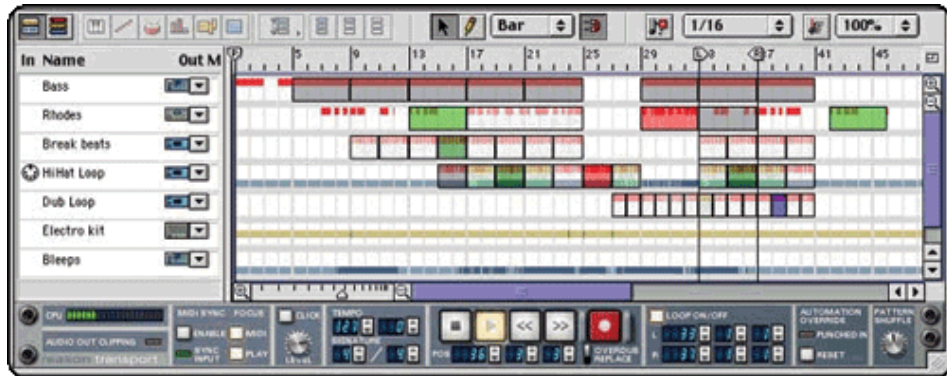 Bar
1/16
100%
In Name Out M
5 9 13 17 21 25 29 41 45
Bass
Rhodes
Break beats
HiHat Loop
Dub Loop
Electro kit
Bleeps
CPU
AUDIO OUT CLIPPING
reason transport
MIDI SYNC FOCUS
ENABLE MIDI
SYNC INPUT PLAY
CLICK
LEVEL
TEMPO
SIGNATURE
POS
OVERDUB
REPLACE
LOOP ON/OFF
L
R
AUTOMATION
OVERRIDE
PUNCHED IN
RESET
PATTERN
SHUFFLE